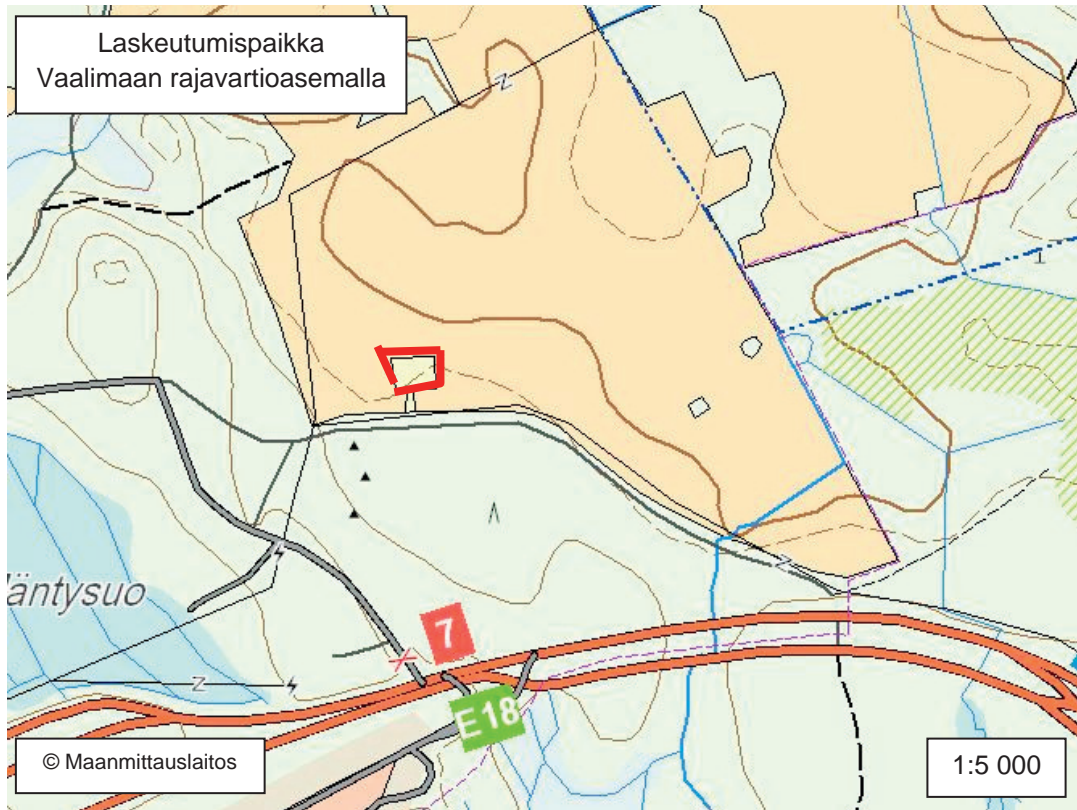 Laskeutumispaikka
Vaalimaan rajavartioasemalla
äntysuo
7
E18
© Maanmittauslaitos
1:5 000